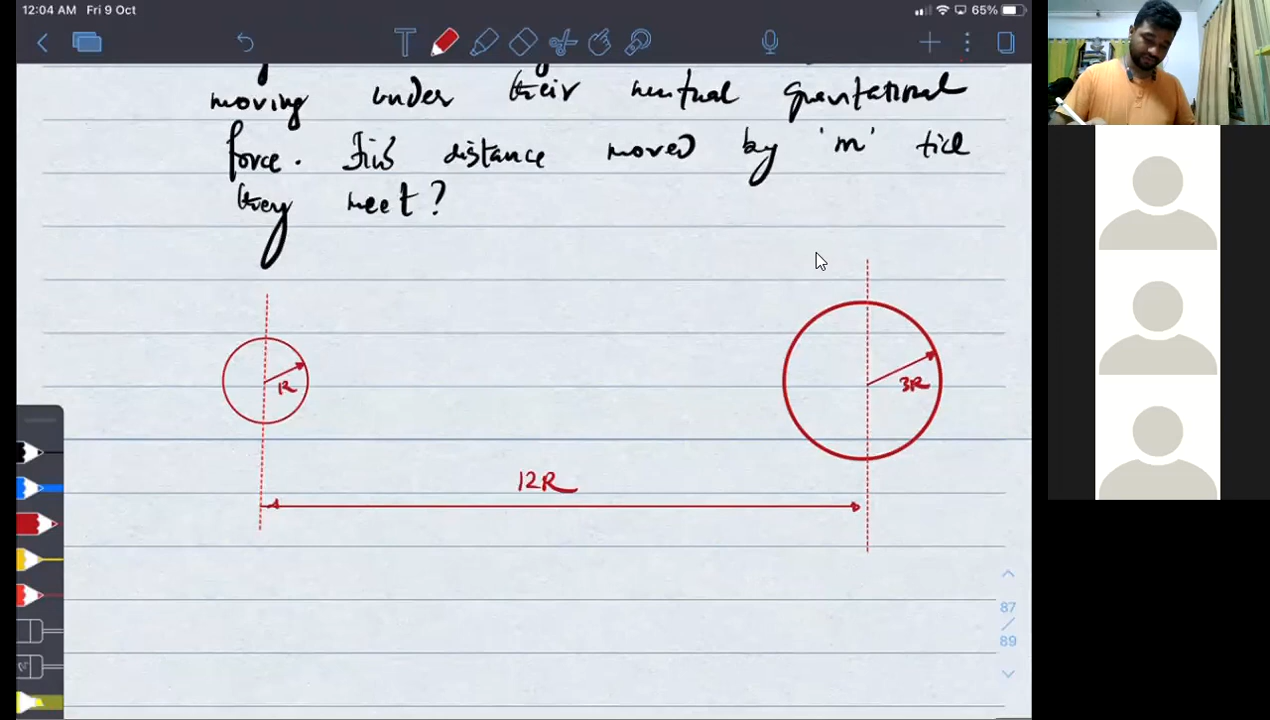 12:04 AM Fri 9 Oct
65%
moving under their mutual gravitational
force. Find distance moved by 'm' till
they meet?
R
3R
12R
87
/
89